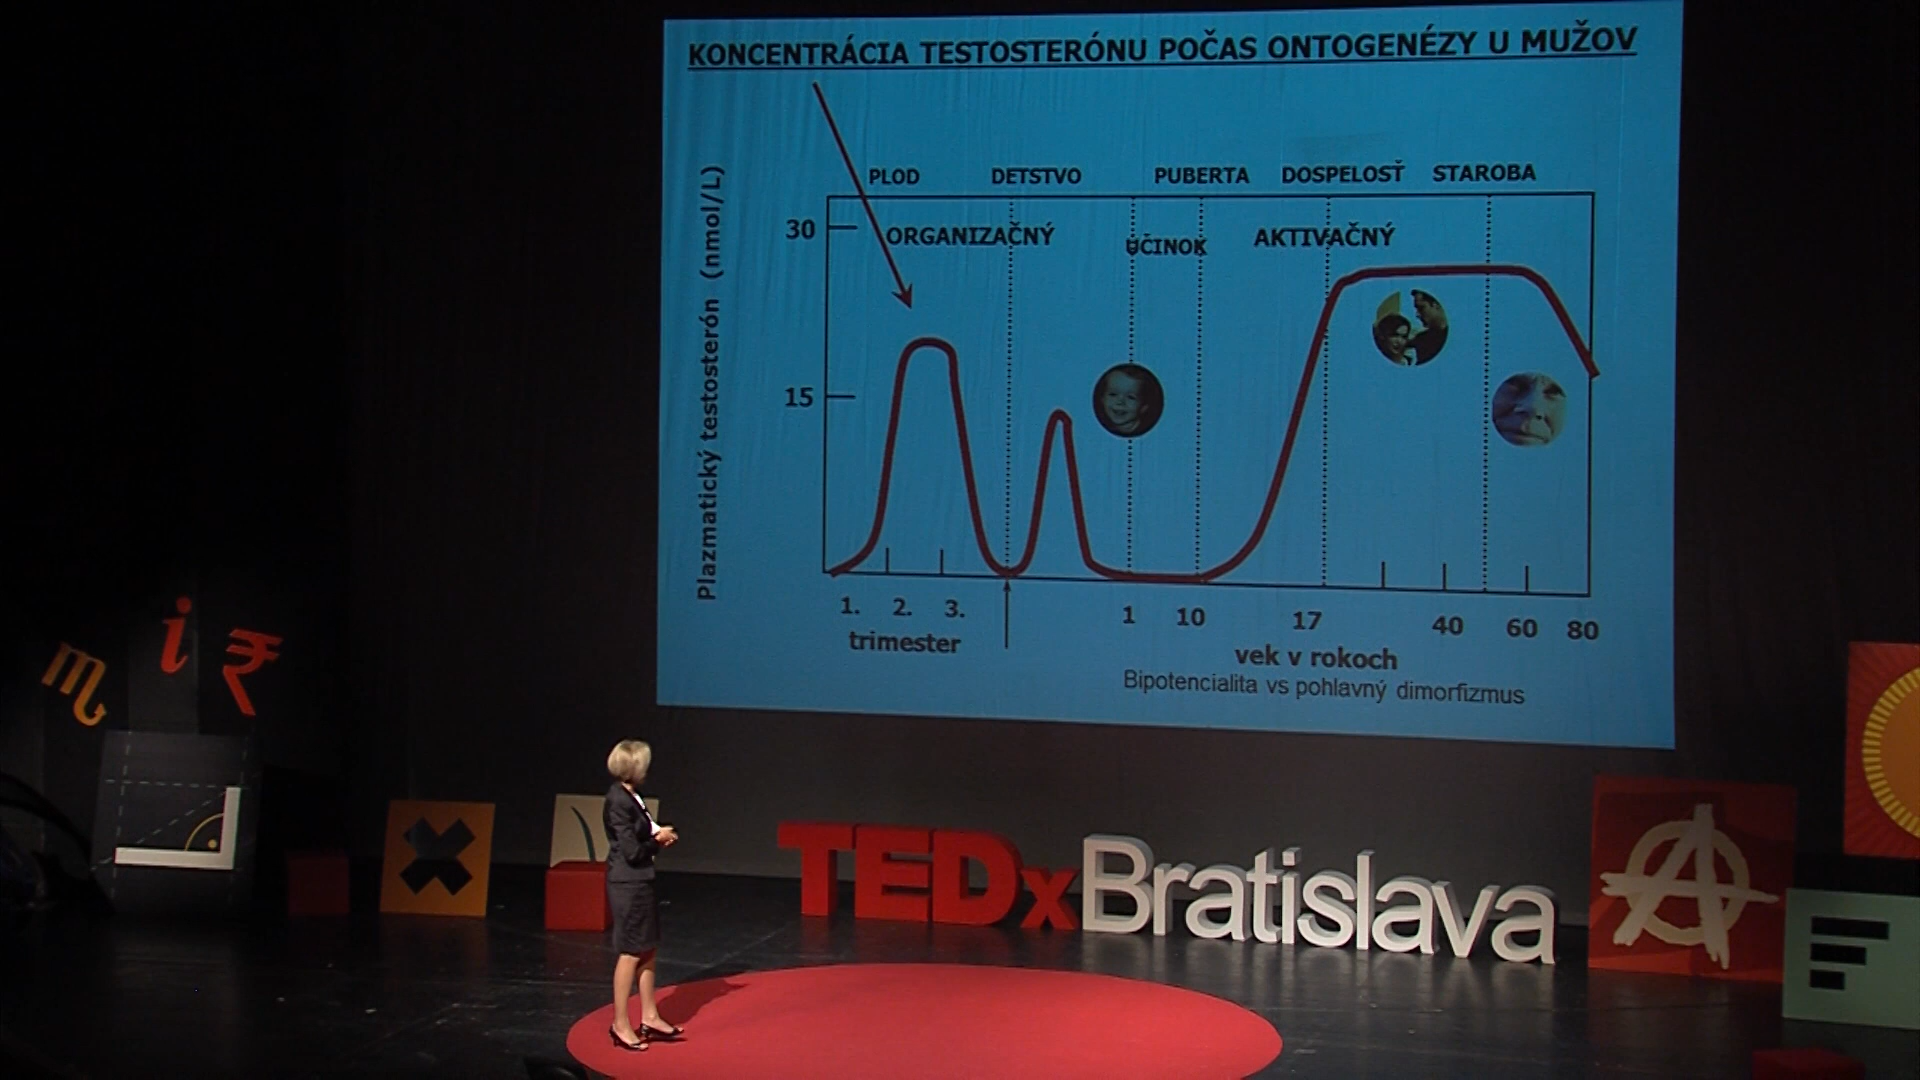 KONCENTRÁCIA TESTOSTERÓNU POČAS ONTOGENÉZY U MUŽOV
PLOD DETSTVO PUBERTA DOSPELOSŤ STAROBA
ORGANIZAČNÝ ÚČINOK AKTIVAČNÝ
Plazmatický testosterón (nmol/L)
30
15
1. 2. 3. 1 10 17 40 60 80
trimester
vek v rokoch
Bipotencialita vs pohlavný dimorfizmus
TEDxBratislava